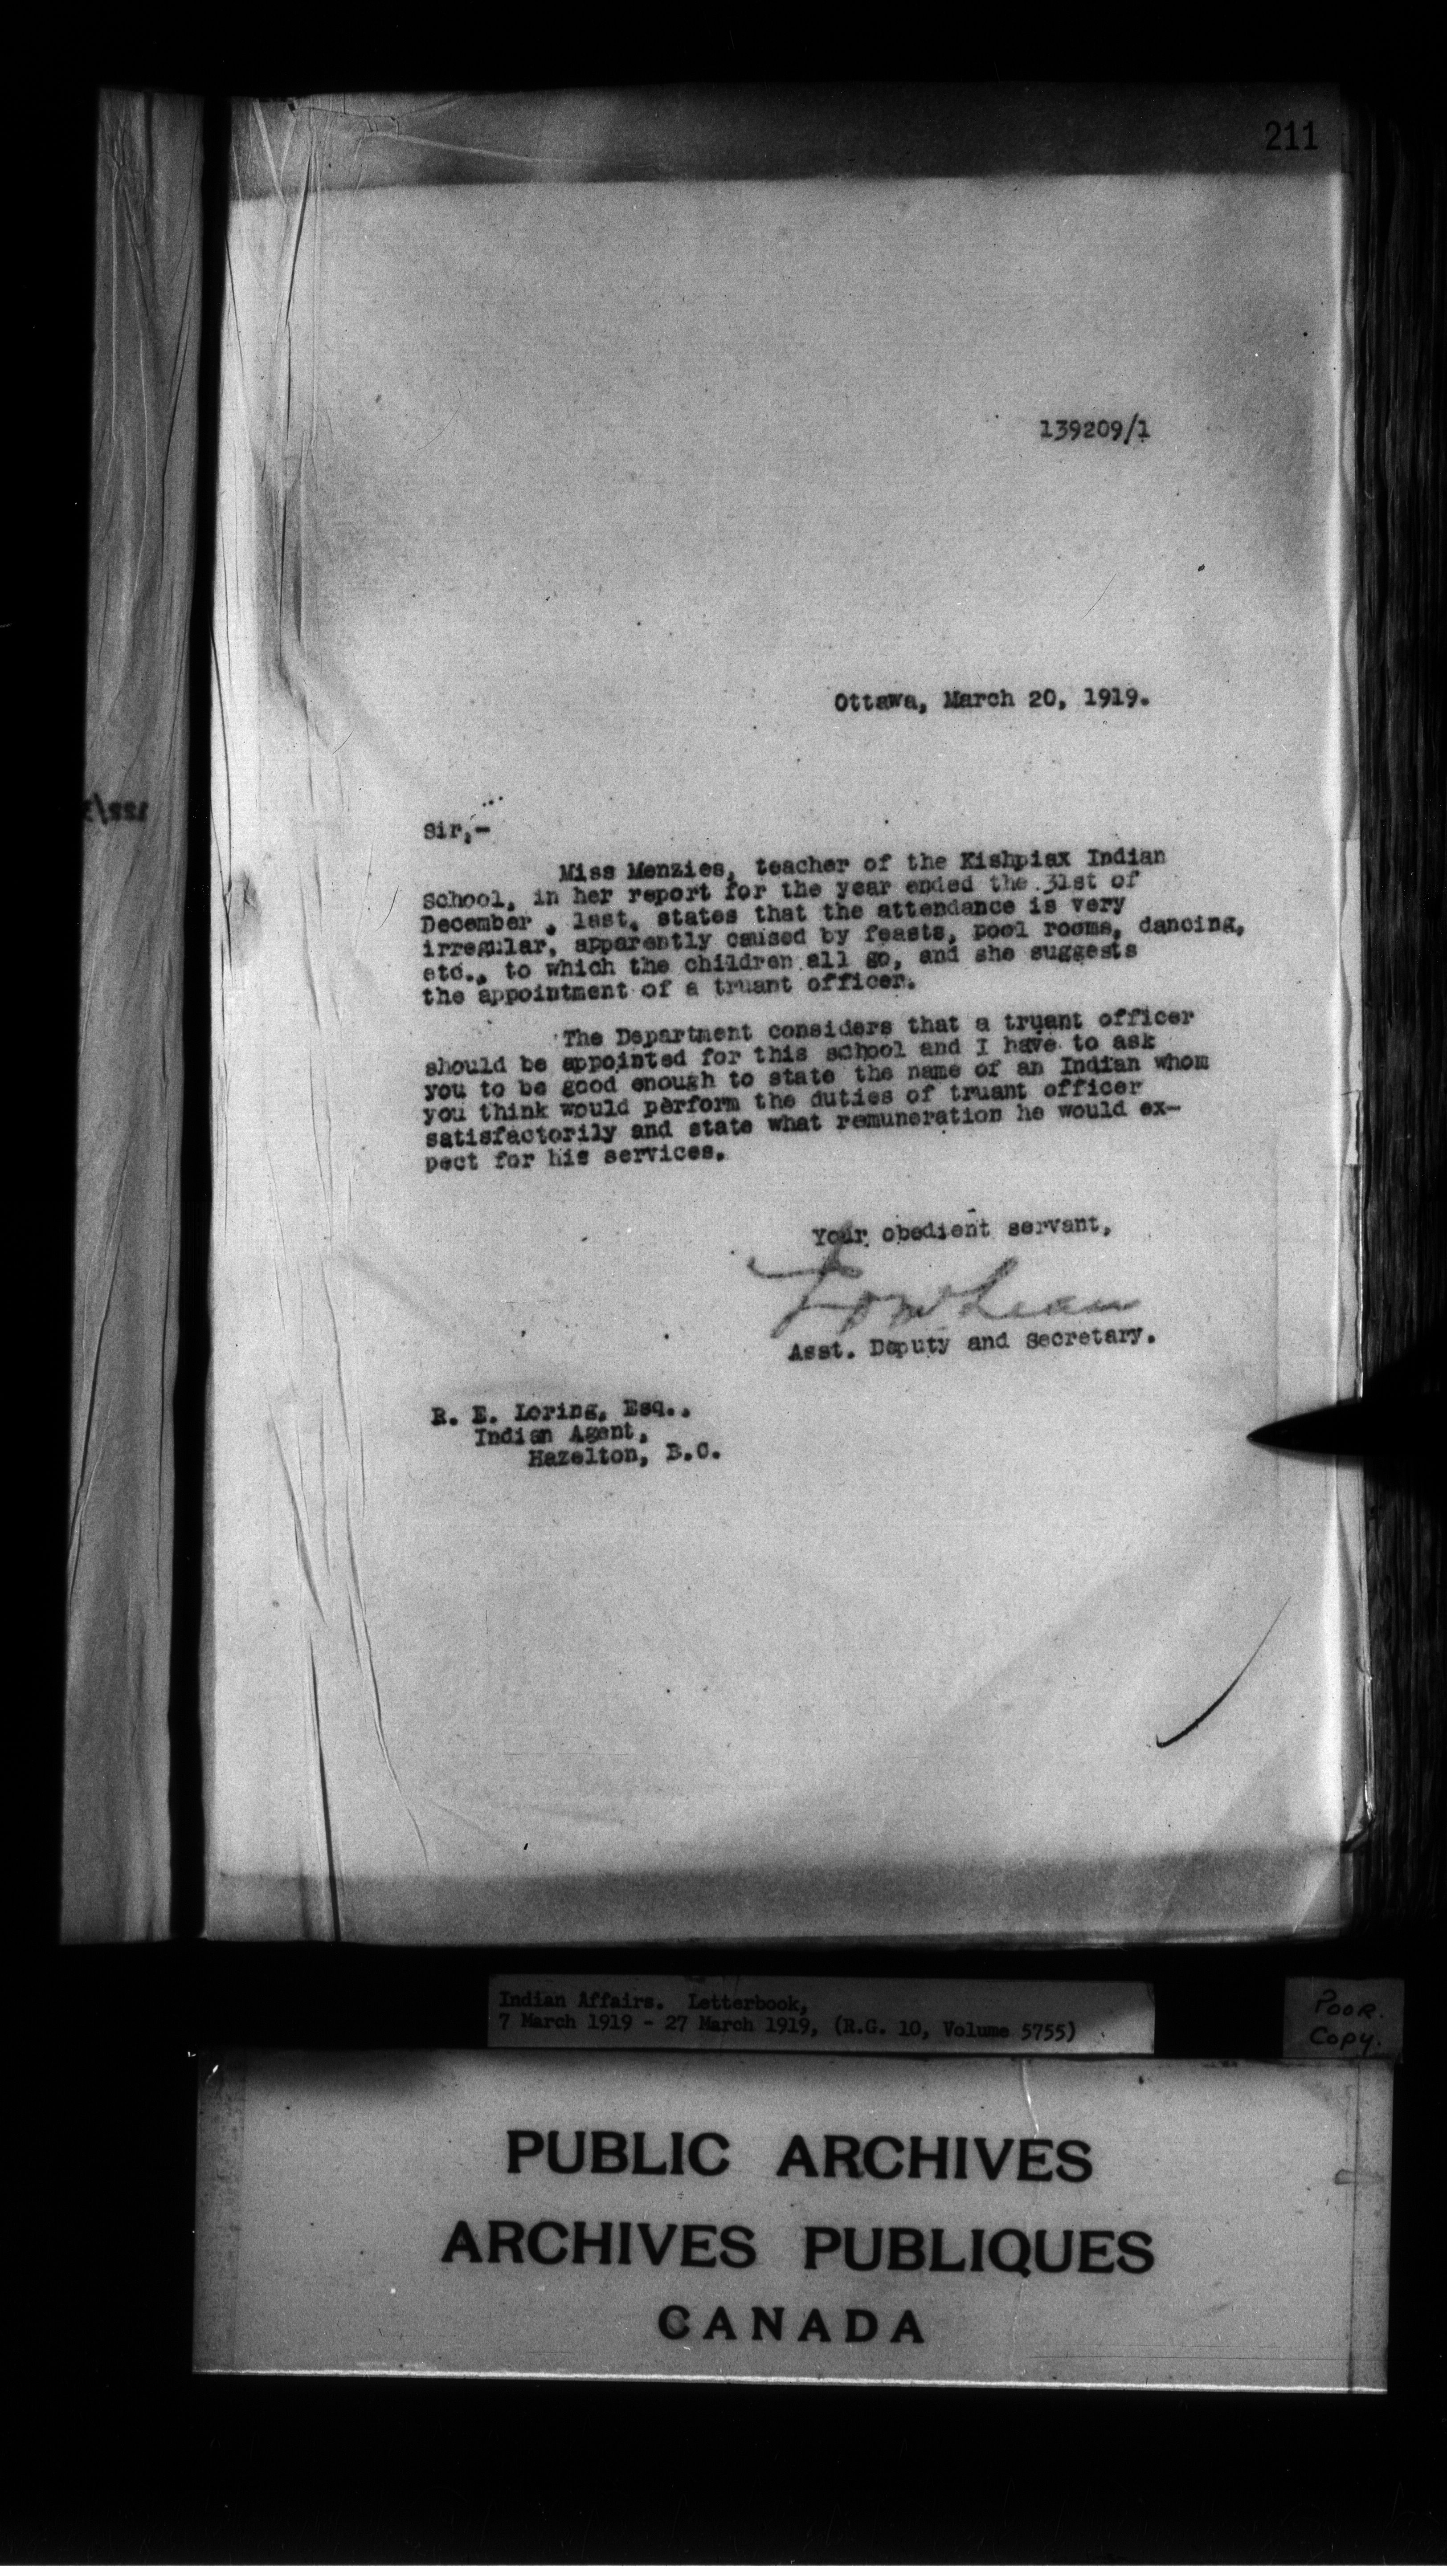 211
139209/1
Ottawa, March 20, 1919.
Sir,-
Miss Menzies, teacher of the Kishpiax Indian
School, in her report for the year ended the 31st of
December , last, states that the attendance is very
irregular, apparently caused by feasts, pool rooms, dancing,
etc., to which the children all go, and she suggests
the appointment of a truant officer.
The Department considers that a truant officer
should be appointed for this school and I have to ask
you to be good enough to state the name of an Indian whom
you think would perform the duties of truant officer
satisfactorily and state what remuneration he would ex-
pect for his services.
Your obedient servant,
Asst. Deputy and Secretary.
R. E. Loring, Esq.,
Indian Agent,
Hazelton, B.C.
Indian Affairs. Letterbook,
7 March 1919 - 27 March 1919, (R.G. 10, Volume 5755)
POOR.
Copy.
PUBLIC ARCHIVES
ARCHIVES PUBLIQUES
CANADA